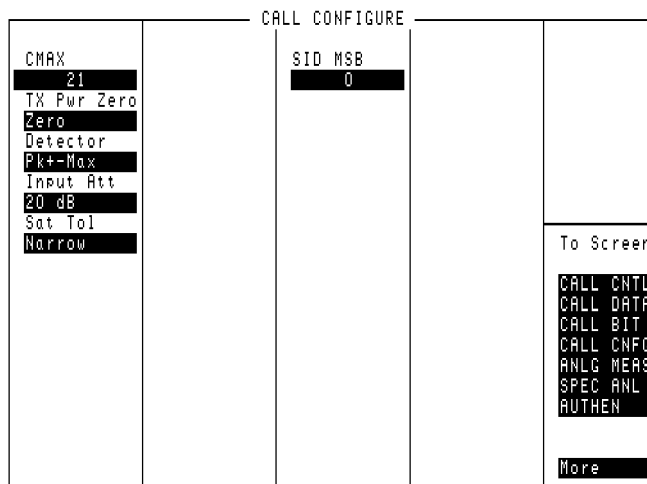 CALL CONFIGURE
CMAX
21
TX Pwr Zero
Zero
Detector
Pk+-Max
Input Att
20 dB
Sat Tol
Narrow
SID MSB
0
To Screen
CALL CNTL
CALL DATA
CALL BIT
CALL CNFG
ANLG MEAS
SPEC ANL
AUTHEN
More